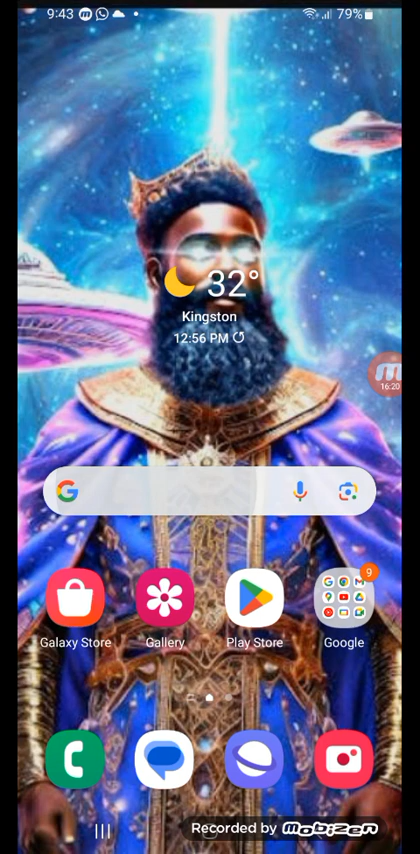 9:43
79%
32°
Kingston
12:56 PM
16:20
9
Galaxy Store
Gallery
Play Store
Google
Recorded by mobizen